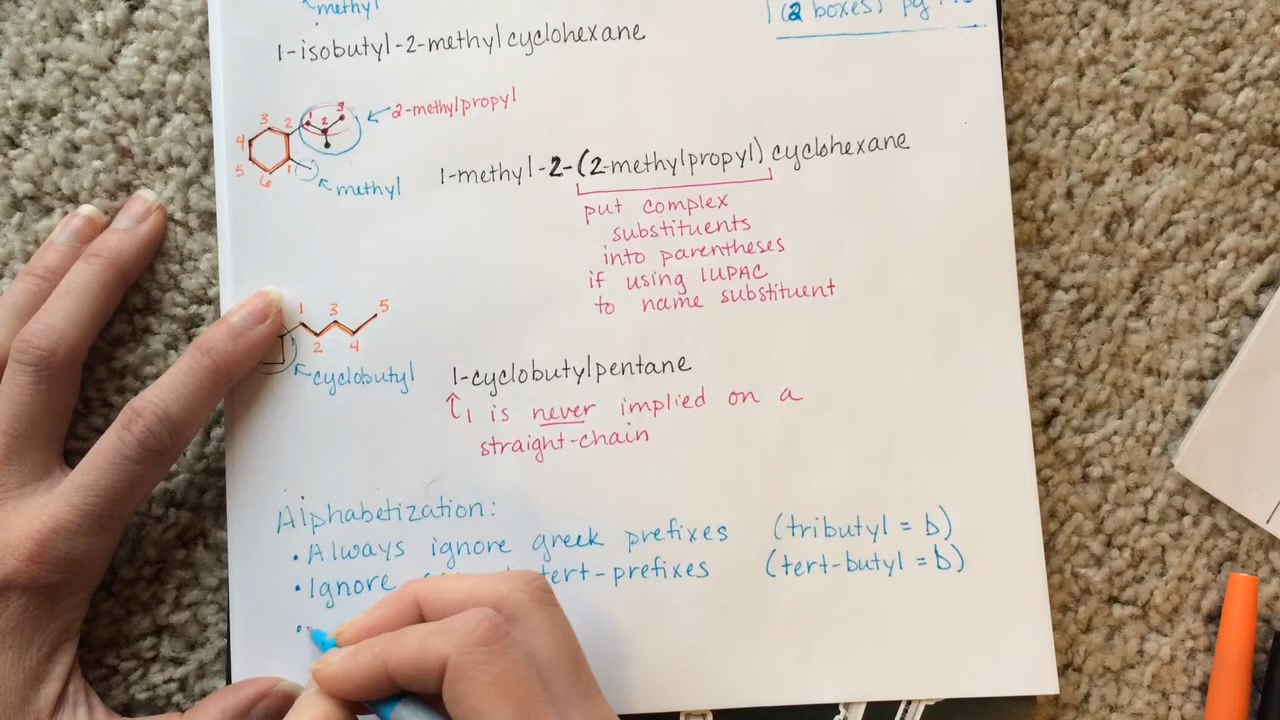 methyl
(2 boxes) pg
1-isobutyl-2-methylcyclohexane
3 2 1 2 3
4
5 6 1
2-methylpropyl
methyl
1-methyl-2-(2-methylpropyl) cyclohexane
put complex
substituents
into parentheses
if using IUPAC
to name substituent
1 3 5
2 4
cyclobutyl
1-cyclobutylpentane
1 is never implied on a
straight-chain
Alphabetization:
• Always ignore greek prefixes (tributyl = b)
• Ignore tert-prefixes (tert-butyl = b)